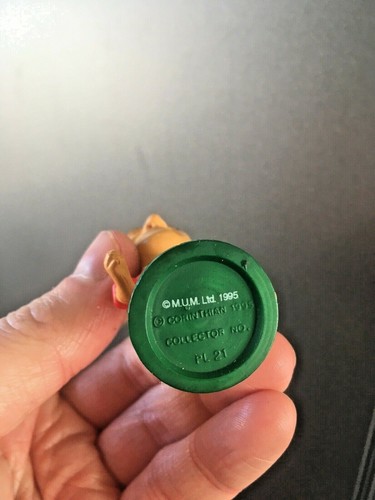 © M.U.M. Ltd. 1995
© CORINTHIAN 1995
COLLECTOR NO.
PL 21